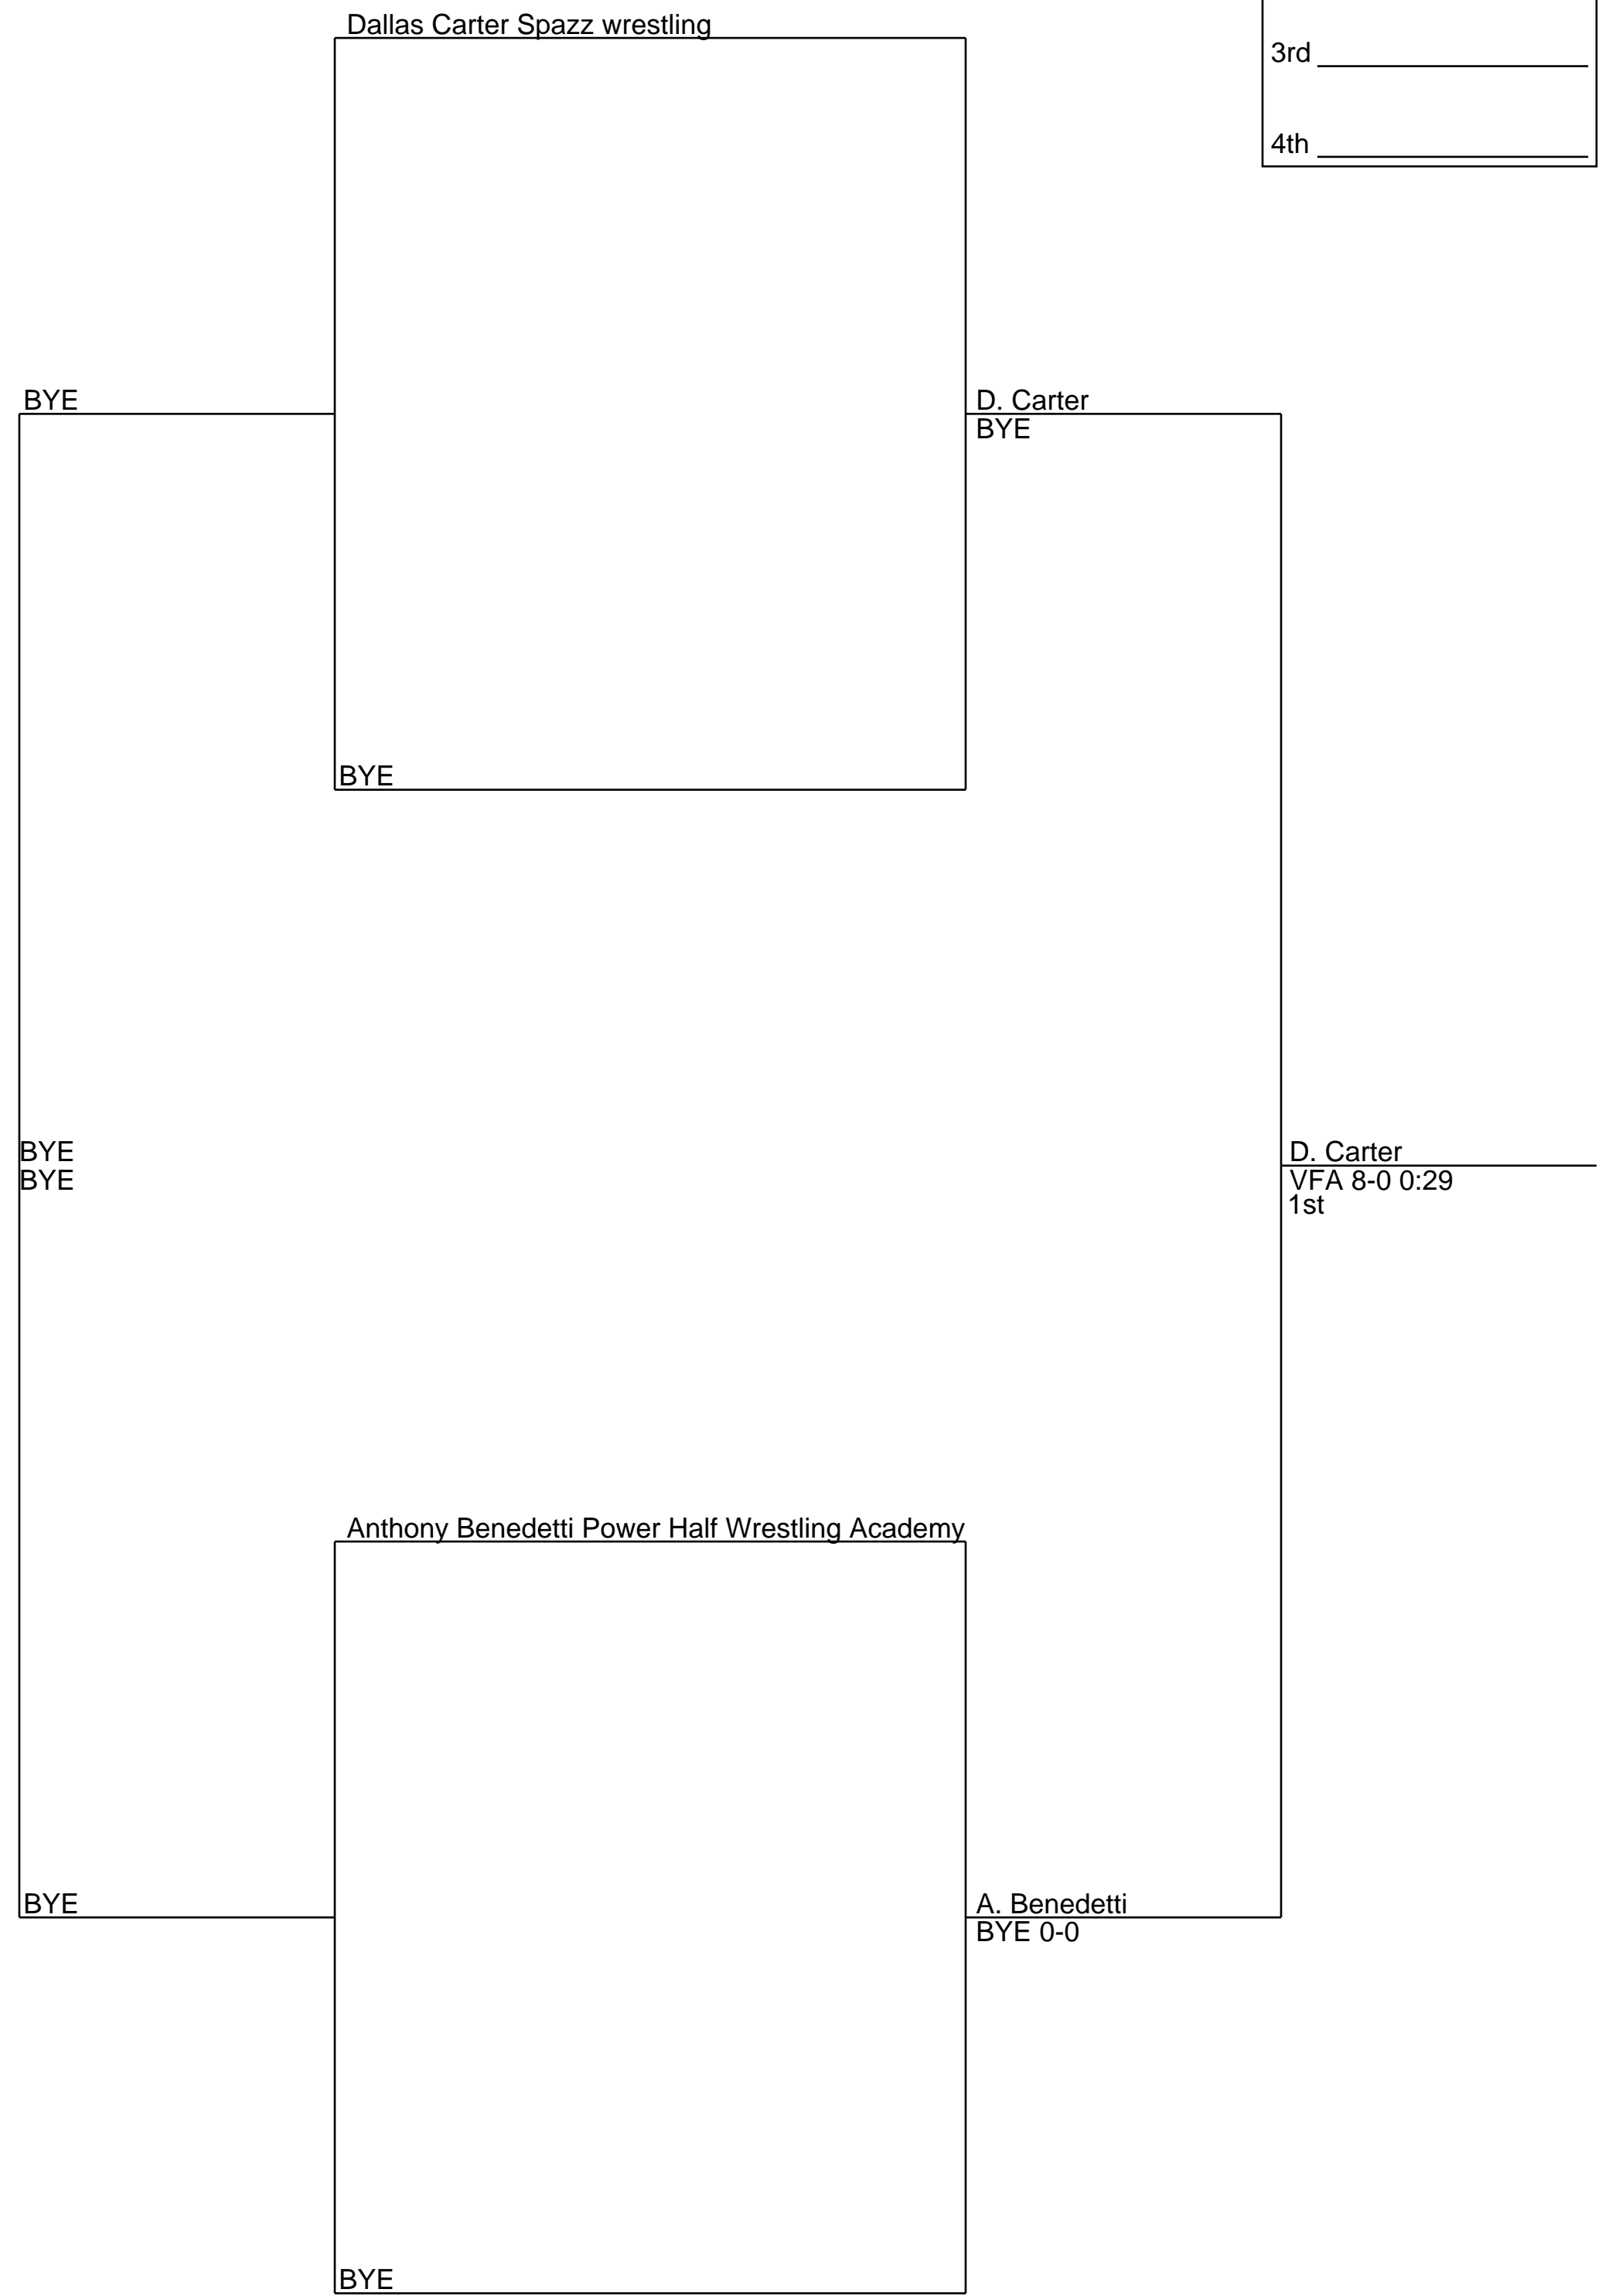 Dallas Carter Spazz wrestling
3rd
4th
BYE
D. Carter
BYE
BYE
BYE
BYE
D. Carter
VFA 8-0 0:29
1st
Anthony Benedetti Power Half Wrestling Academy
BYE
A. Benedetti
BYE 0-0
BYE